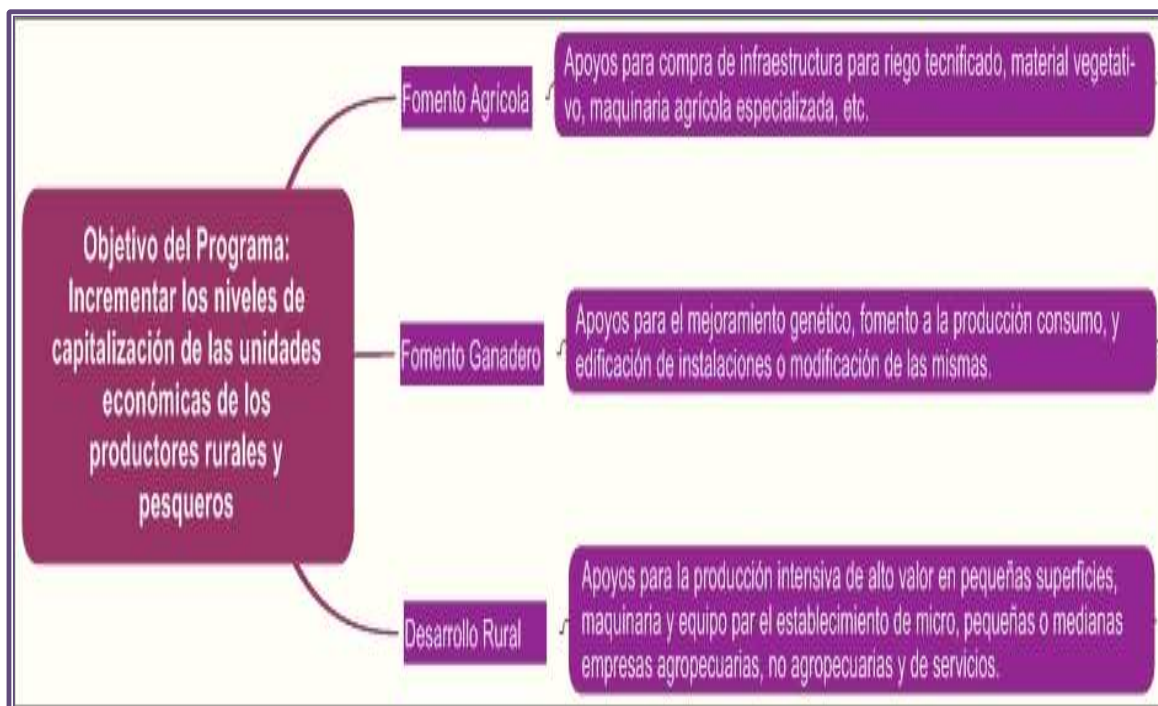 Objetivo del Programa:
Incrementar los niveles de
capitalización de las unidades
económicas de los
productores rurales y
pesqueros
Fomento Agrícola
Apoyos para compra de infraestructura para riego tecnificado, material vegetati-
vo, maquinaria agrícola especializada, etc.
Fomento Ganadero
Apoyos para el mejoramiento genético, fomento a la producción consumo, y
edificación de instalaciones o modificación de las mismas.
Desarrollo Rural
Apoyos para la producción intensiva de alto valor en pequeñas superficies,
maquinaria y equipo par el establecimiento de micro, pequeñas o medianas
empresas agropecuarias, no agropecuarias y de servicios.